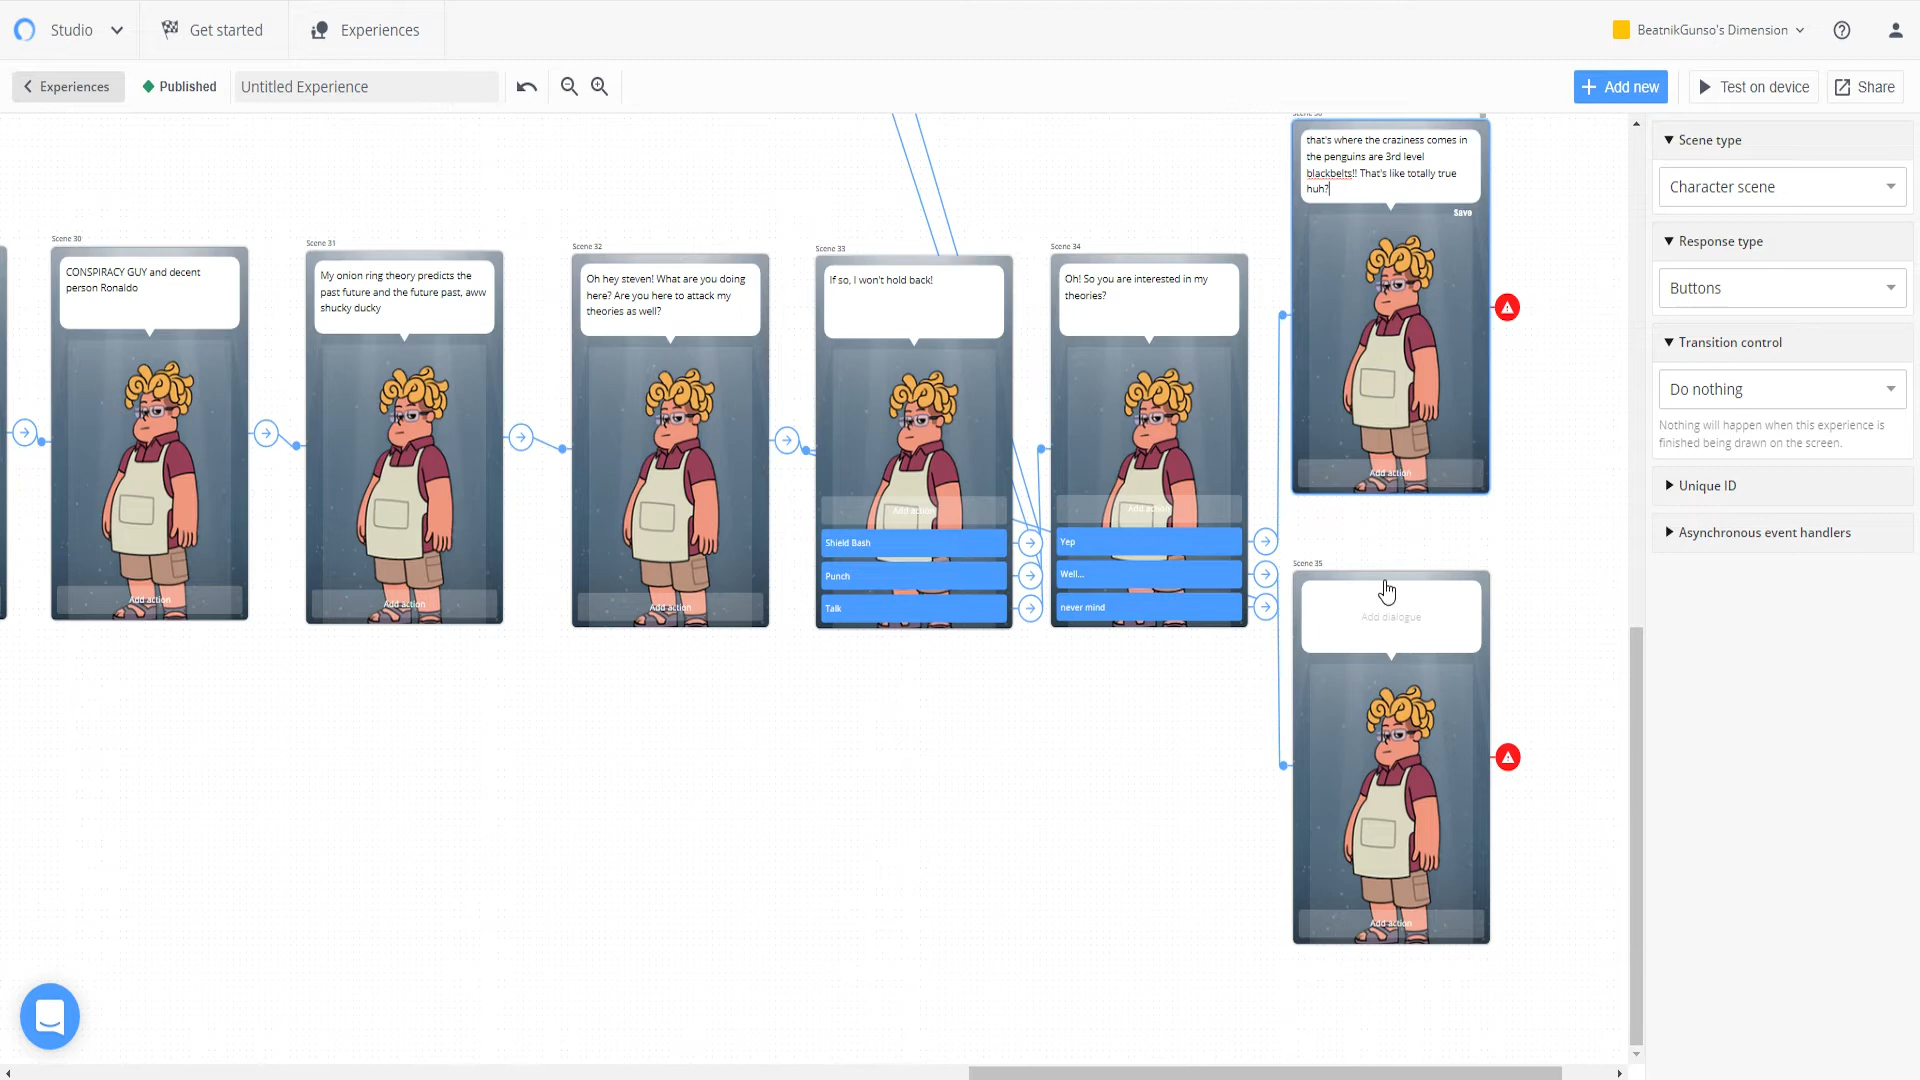 Studio
Get started
Experiences
BeatnikGunso's Dimension
Experiences
Published
Untitled Experience
Add new
Test on device
Share
that's where the craziness comes in
the penguins are 3rd level
blackbelts!! That's like totally true
huh?
Save
Add action
Scene 30
CONSPIRACY GUY and decent
person Ronaldo
Add action
Scene 31
My onion ring theory predicts the
past future and the future past, aww
shucky ducky
Add action
Scene 32
Oh hey steven! What are you doing
here? Are you here to attack my
theories as well?
Add action
Scene 33
If so, I won't hold back!
Add action
Shield Bash
Punch
Talk
Scene 34
Oh! So you are interested in my
theories?
Add action
Yep
Well...
never mind
Scene 35
Add dialogue
Add action
Scene type
Character scene
Response type
Buttons
Transition control
Do nothing
Nothing will happen when this experience is
finished being drawn on the screen.
Unique ID
Asynchronous event handlers